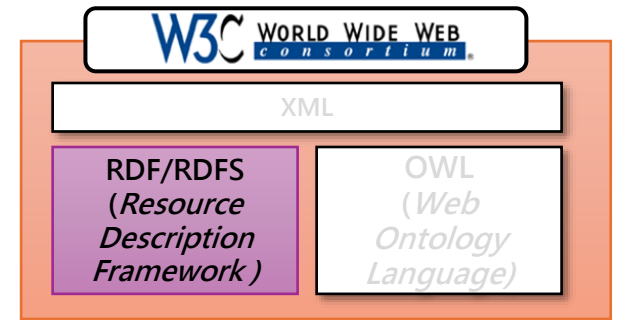 W3C WORLD WIDE WEB
consortium®
XML
RDF/RDFS
(Resource
Description
Framework)
OWL
(Web
Ontology
Language)